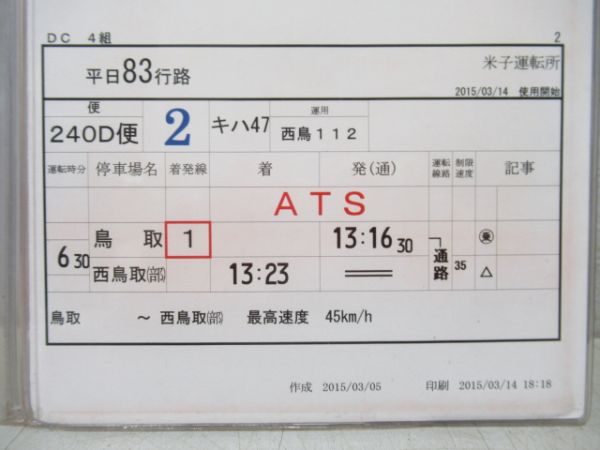 DC 4組 2
平日83行路 米子運転所
2015/03/14 使用開始
便 運用
240D便 2 キハ47 西鳥112
運転時分 停車場名 着発線 着 発(通) 運転線路 制限速度 記事
ATS
鳥取 1 13:16 30 乗
6 30 通路 35
西鳥取(部) 13:23 ══ △
鳥取 ～ 西鳥取(部) 最高速度 45km/h
作成 2015/03/05 印刷 2015/03/14 18:18